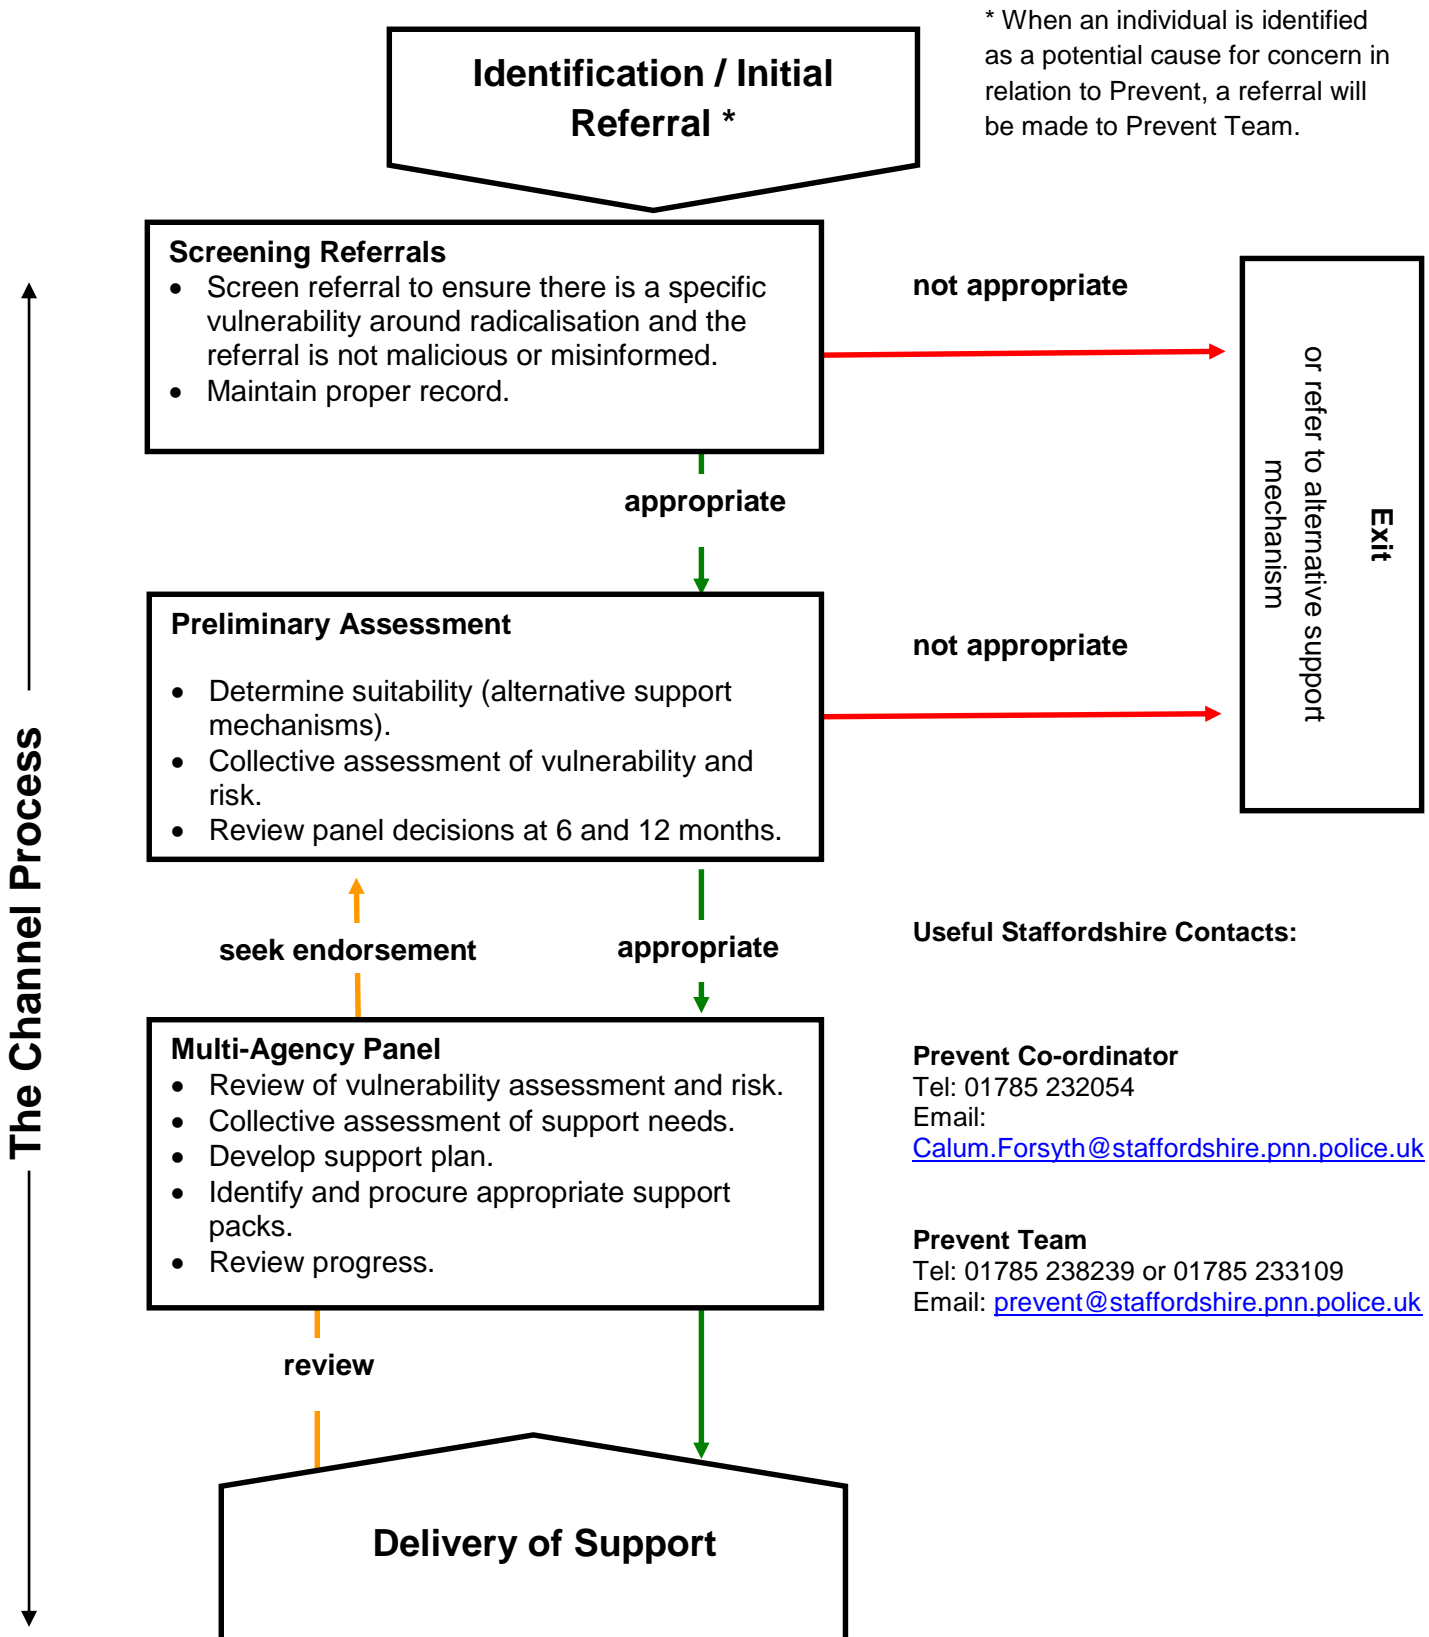 * When an individual is identified
as a potential cause for concern in
relation to Prevent, a referral will
be made to Prevent Team.
Identification / Initial
Referral *
The Channel Process
Screening Referrals
• Screen referral to ensure there is a specific
vulnerability around radicalisation and the
referral is not malicious or misinformed.
• Maintain proper record.
not appropriate
Exit
or refer to alternative support
mechanism
appropriate
Preliminary Assessment
• Determine suitability (alternative support
mechanisms).
• Collective assessment of vulnerability and
risk.
• Review panel decisions at 6 and 12 months.
not appropriate
seek endorsement
appropriate
Multi-Agency Panel
• Review of vulnerability assessment and risk.
• Collective assessment of support needs.
• Develop support plan.
• Identify and procure appropriate support
packs.
• Review progress.
review
Delivery of Support
Useful Staffordshire Contacts:
Prevent Co-ordinator
Tel: 01785 232054
Email:
Calum.Forsyth@staffordshire.pnn.police.uk
Prevent Team
Tel: 01785 238239 or 01785 233109
Email: prevent@staffordshire.pnn.police.uk